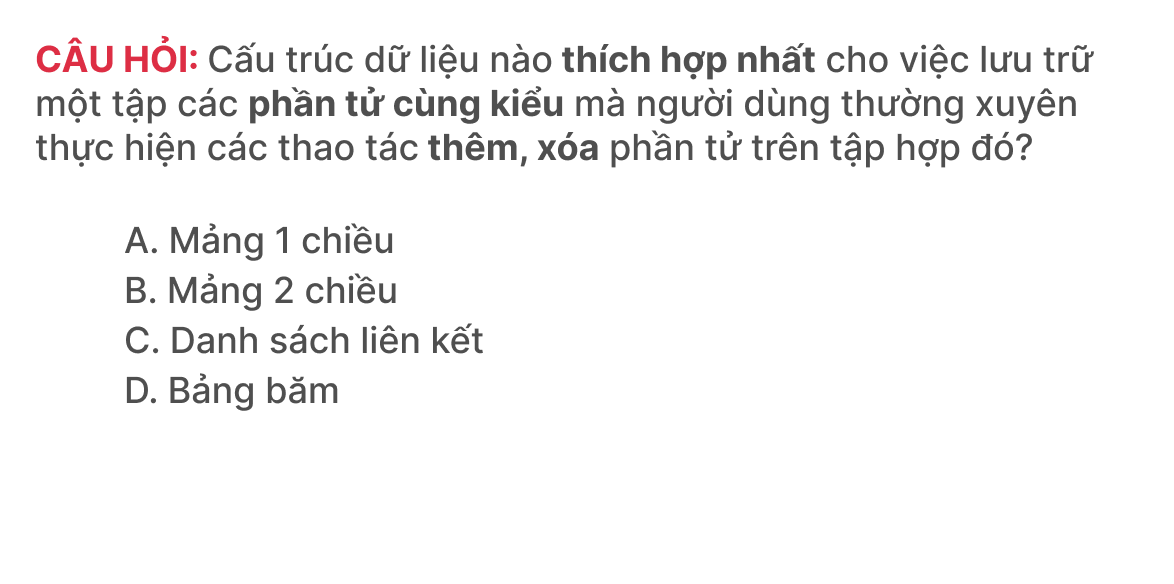 CÂU HỎI: Cấu trúc dữ liệu nào thích hợp nhất cho việc lưu trữ
một tập các phần tử cùng kiểu mà người dùng thường xuyên
thực hiện các thao tác thêm, xóa phần tử trên tập hợp đó?
A. Mảng 1 chiều
B. Mảng 2 chiều
C. Danh sách liên kết
D. Bảng băm